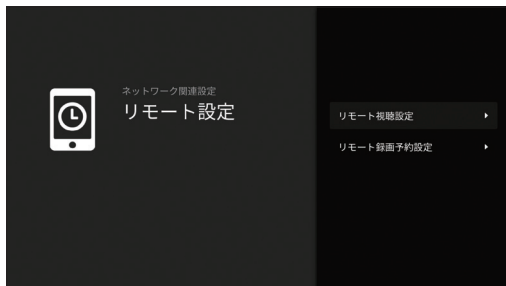 ネットワーク関連設定
リモート設定
リモート視聴設定
リモート録画予約設定